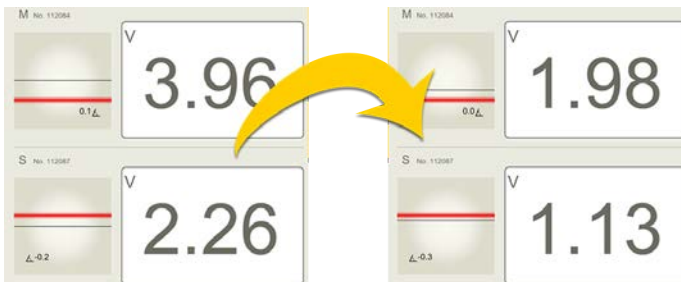 M No. 112084
V
3.96
0.1
S No. 112087
V
2.26
-0.2
M No. 112084
V
1.98
0.0
S No. 112087
V
1.13
-0.3